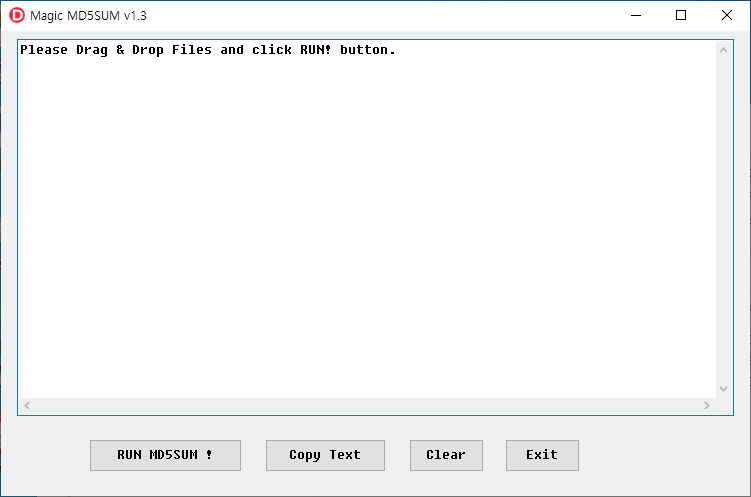 D Magic MD5SUM v1.3
Please Drag & Drop Files and click RUN! button.
RUN MD5SUM ! Copy Text Clear Exit